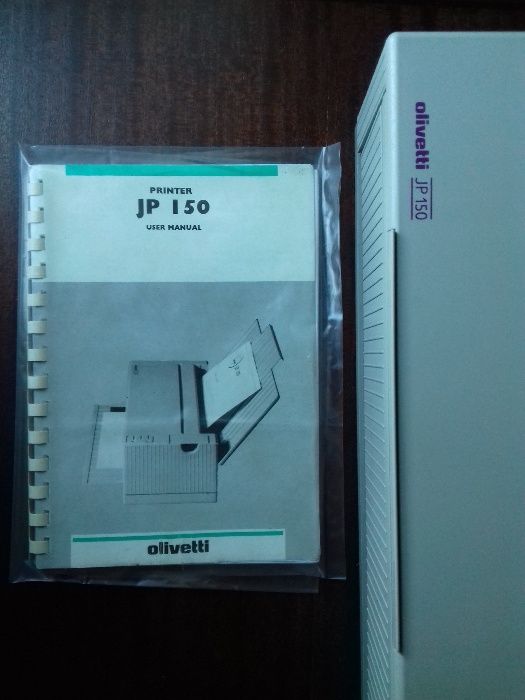 PRINTER
JP 150
USER MANUAL
olivetti
olivetti JP 150